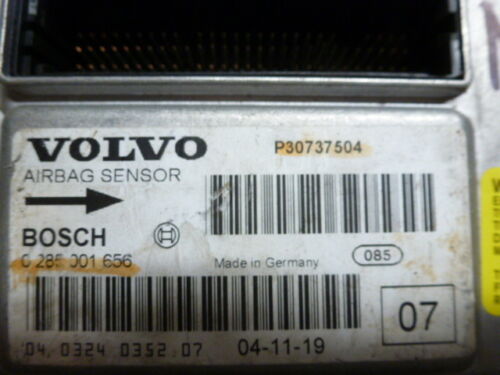 VOLVO P30737504
AIRBAG SENSOR
BOSCH
0 285 001 656 Made in Germany 085
07
04 0324 0352 07 04-11-19